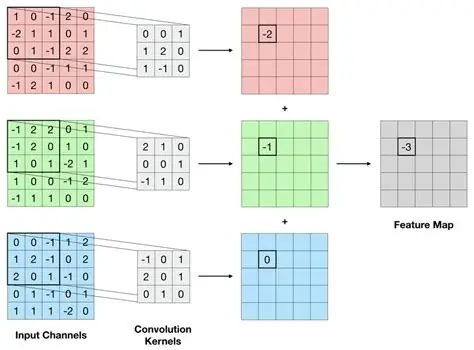 1 0 -1 2 0
-2 1 1 0 1
0 1 -1 2 2
0 0 -1 1 1
-1 2 1 0 0
0 0 1
1 2 0
1 -1 0
-2
+
-1 2 2 0 1
-1 2 0 1 0
1 0 1 -2 1
1 0 0 -1 2
-1 1 1 0 0
2 1 0
0 0 1
-1 1 0
-1
-3
Feature Map
+
0 0 -1 1 2
1 2 -1 0 2
2 0 1 -1 0
0 1 -1 0 1
1 1 1 -2 0
-1 0 1
2 0 1
0 1 0
0
Input Channels
Convolution
Kernels